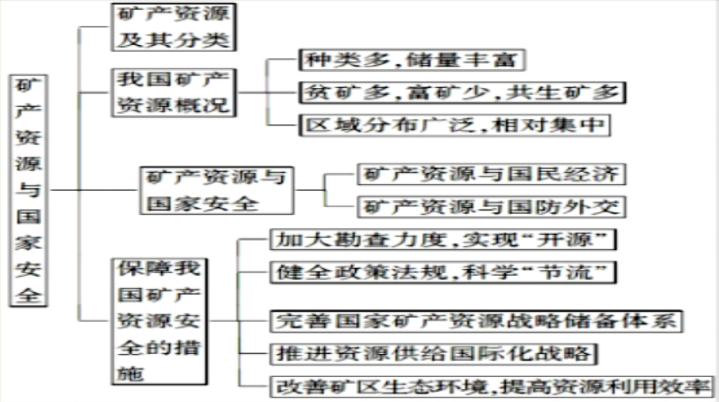 矿产资源与国家安全
矿产资源
及其分类
我国矿产
资源概况
种类多,储量丰富
贫矿多,富矿少,共生矿多
区域分布广泛,相对集中
矿产资源与
国家安全
矿产资源与国民经济
矿产资源与国防外交
保障我
国矿产
资源安
全的措
施
加大勘查力度,实现“开源”
健全政策法规,科学“节流”
完善国家矿产资源战略储备体系
推进资源供给国际化战略
改善矿区生态环境,提高资源利用效率